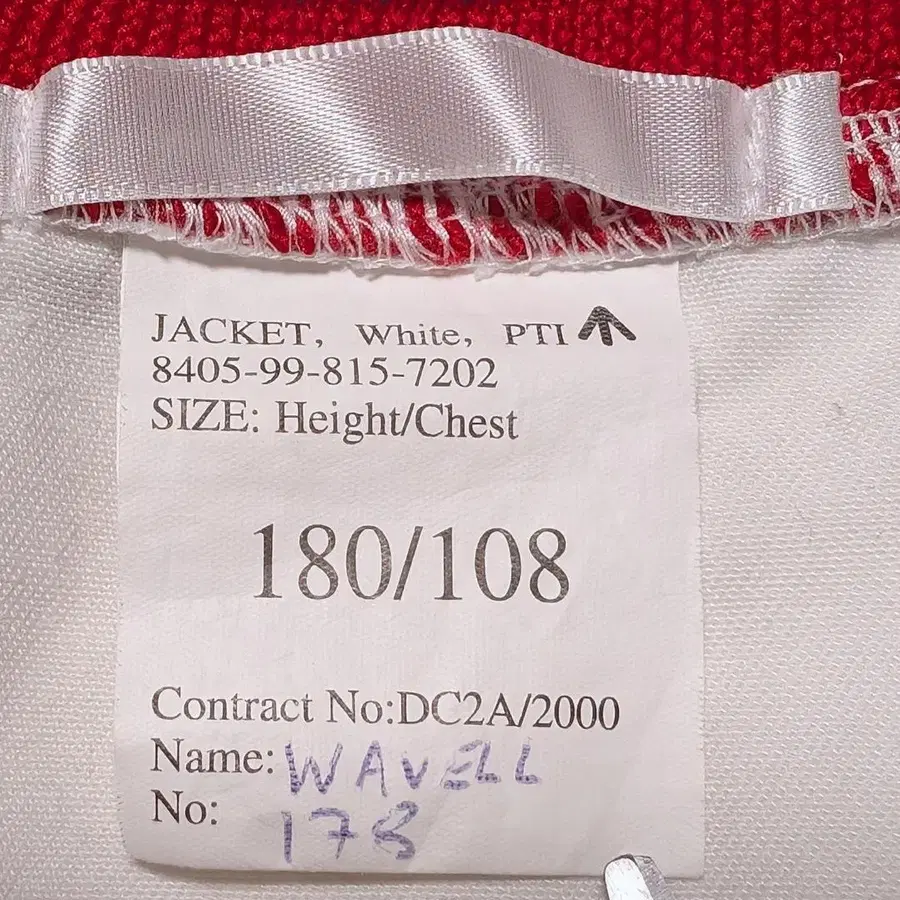 JACKET, White, PTI
8405-99-815-7202
SIZE: Height/Chest
180/108
Contract No:DC2A/2000
Name: WAVELL
No: 178